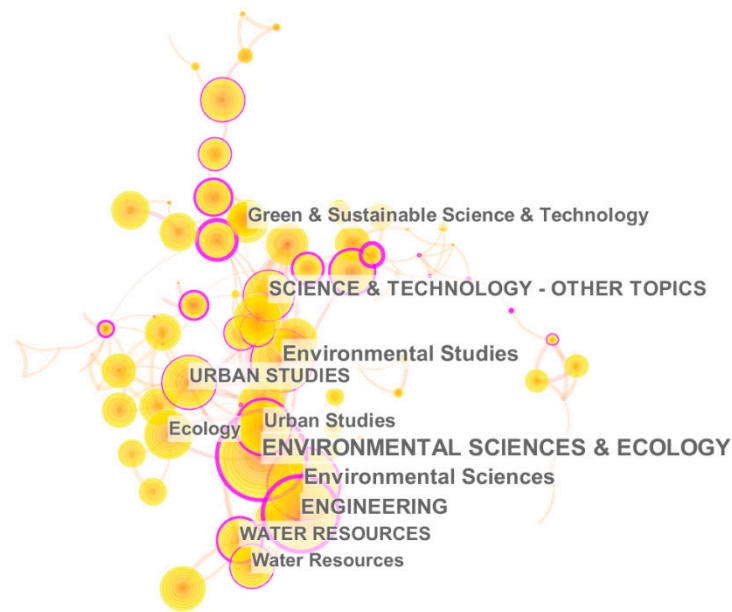 Green & Sustainable Science & Technology
SCIENCE & TECHNOLOGY - OTHER TOPICS
Environmental Studies
URBAN STUDIES
Urban Studies
Ecology
ENVIRONMENTAL SCIENCES & ECOLOGY
Environmental Sciences
ENGINEERING
WATER RESOURCES
Water Resources